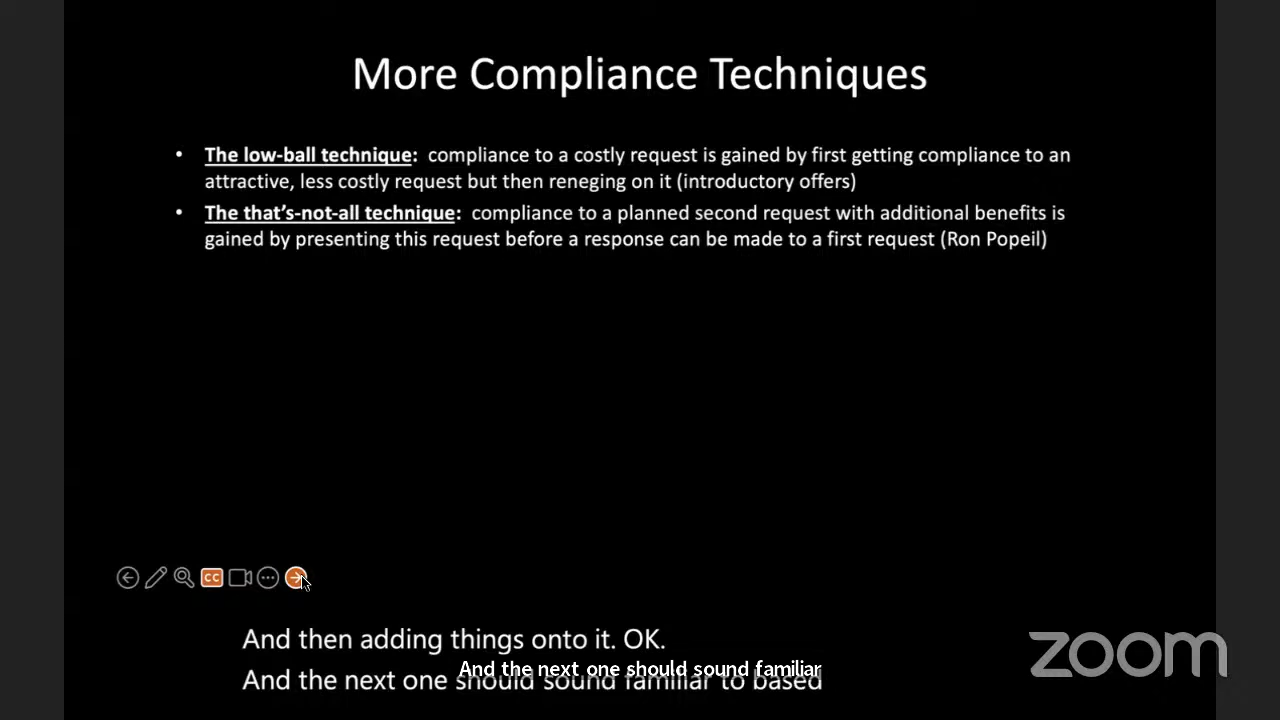 More Compliance Techniques
• The low-ball technique: compliance to a costly request is gained by first getting compliance to an
attractive, less costly request but then reneging on it (introductory offers)
• The that's-not-all technique: compliance to a planned second request with additional benefits is
gained by presenting this request before a response can be made to a first request (Ron Popeil)
CC
And then adding things onto it. OK.
And the next one should sound familiar
And the next one should sound familiar to based
zoom